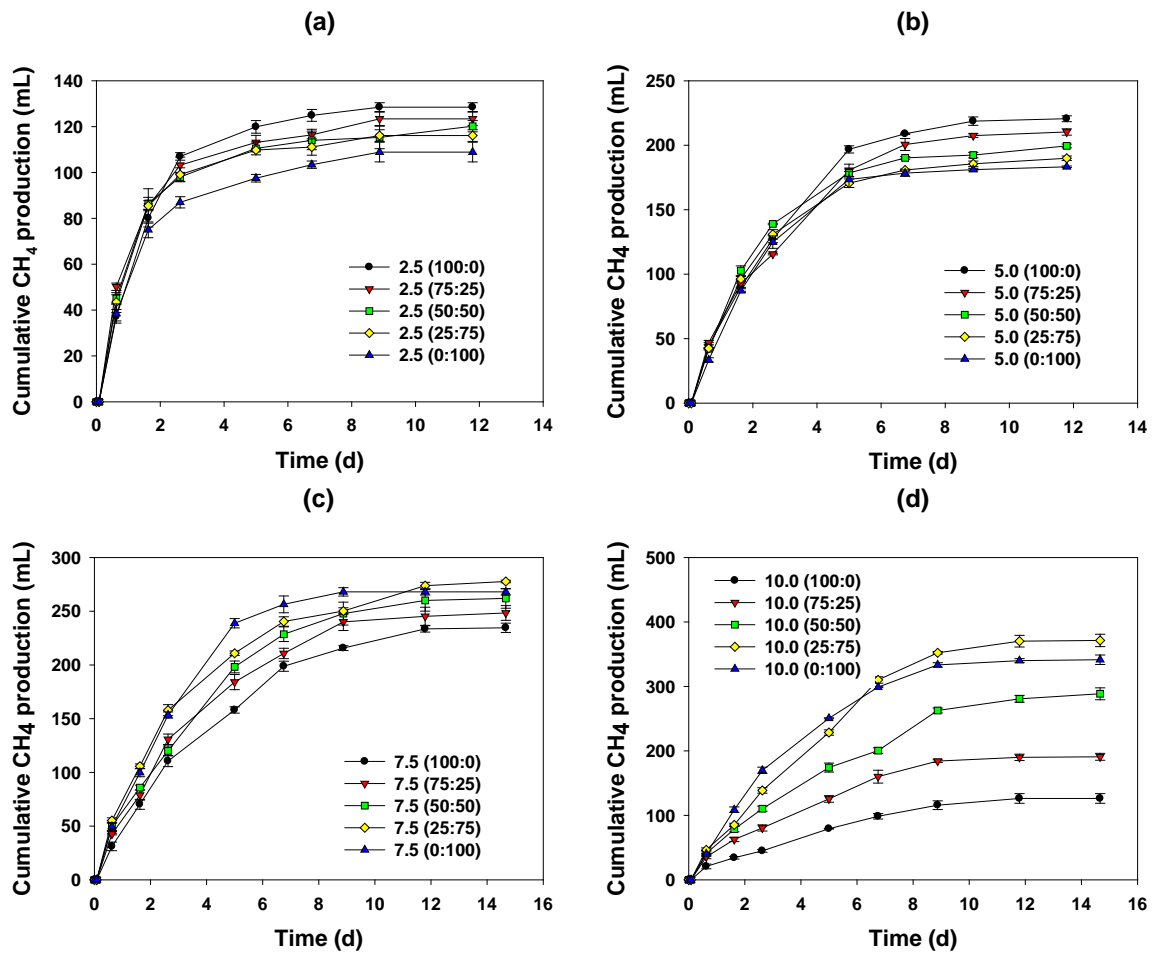 (a)
Cumulative CH4 production (mL)
140
120
100
80
60
40
20
0
2.5 (100:0)
2.5 (75:25)
2.5 (50:50)
2.5 (25:75)
2.5 (0:100)
0 2 4 6 8 10 12 14
Time (d)
(b)
Cumulative CH4 production (mL)
250
200
150
100
50
0
5.0 (100:0)
5.0 (75:25)
5.0 (50:50)
5.0 (25:75)
5.0 (0:100)
0 2 4 6 8 10 12 14
Time (d)
(c)
Cumulative CH4 production (mL)
300
250
200
150
100
50
0
7.5 (100:0)
7.5 (75:25)
7.5 (50:50)
7.5 (25:75)
7.5 (0:100)
0 2 4 6 8 10 12 14 16
Time (d)
(d)
Cumulative CH4 production (mL)
500
400
300
200
100
0
10.0 (100:0)
10.0 (75:25)
10.0 (50:50)
10.0 (25:75)
10.0 (0:100)
0 2 4 6 8 10 12 14 16
Time (d)